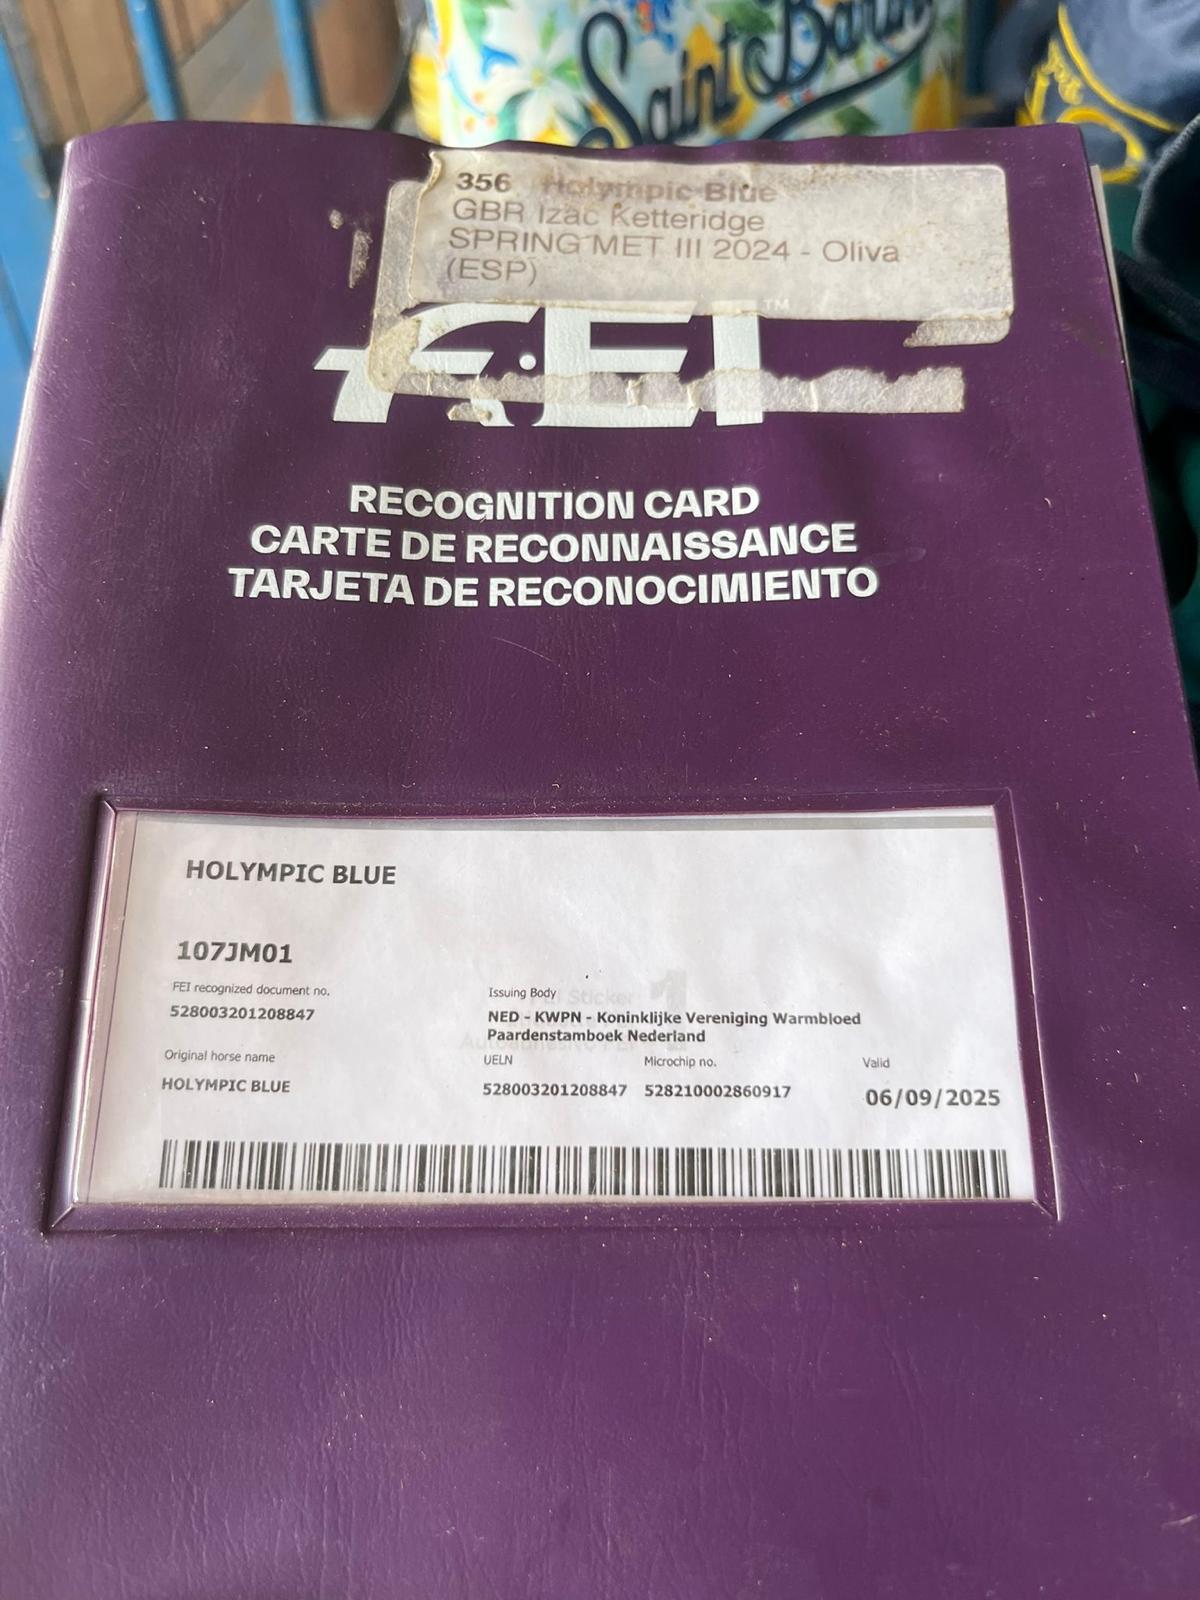 Saint Barth
356 Holympic Blue
GBR Izac Ketteridge
SPRING MET III 2024 - Oliva
(ESP)
FEI™
RECOGNITION CARD
CARTE DE RECONNAISSANCE
TARJETA DE RECONOCIMIENTO
HOLYMPIC BLUE
107JM01
FEI recognized document no.
528003201208847
Issuing Body
NED - KWPN - Koninklijke Vereniging Warmbloed
Paardenstamboek Nederland
Original horse name
HOLYMPIC BLUE
UELN
528003201208847
Microchip no.
528210002860917
Valid
06/09/2025